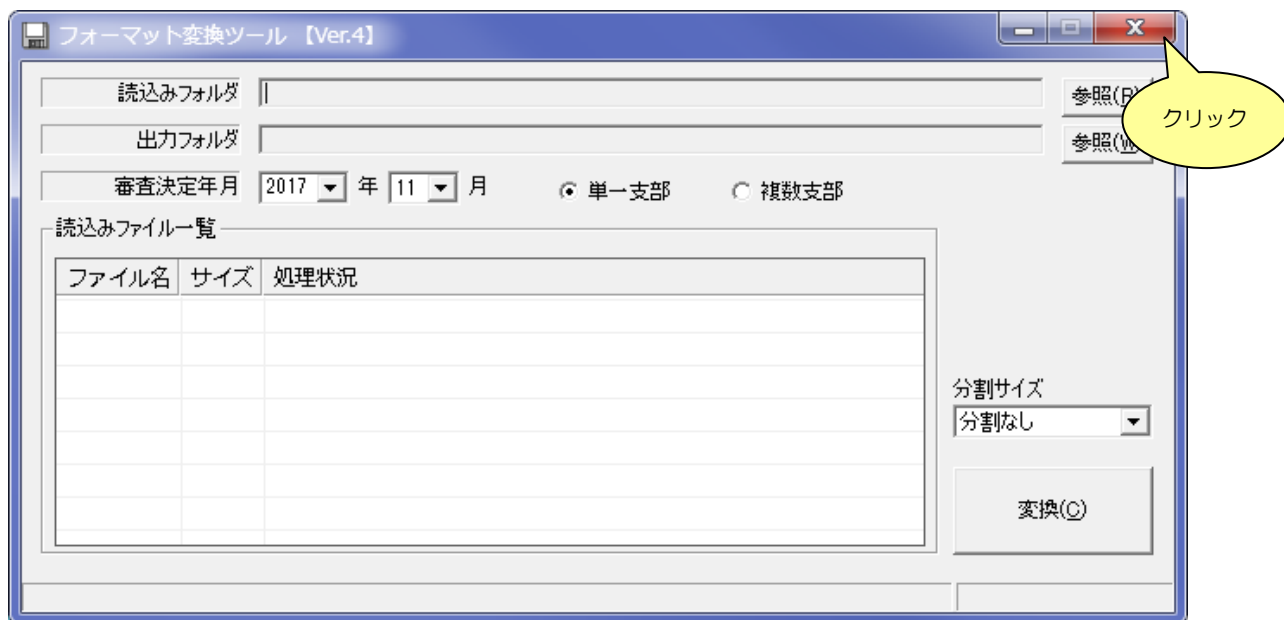 フォーマット変換ツール 【Ver.4】
読込みフォルダ
参照(R)
クリック
出力フォルダ
参照(W)
審査決定年月 2017 年 11 月 単一支部 複数支部
読込みファイル一覧
ファイル名 サイズ 処理状況
分割サイズ
分割なし
変換(C)